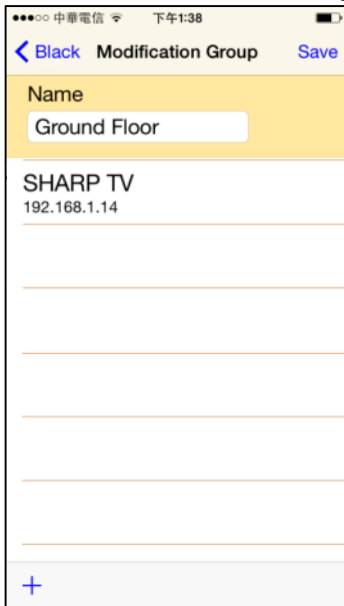 中華電信 下午1:38
Black Modification Group Save
Name
Ground Floor
SHARP TV
192.168.1.14
+